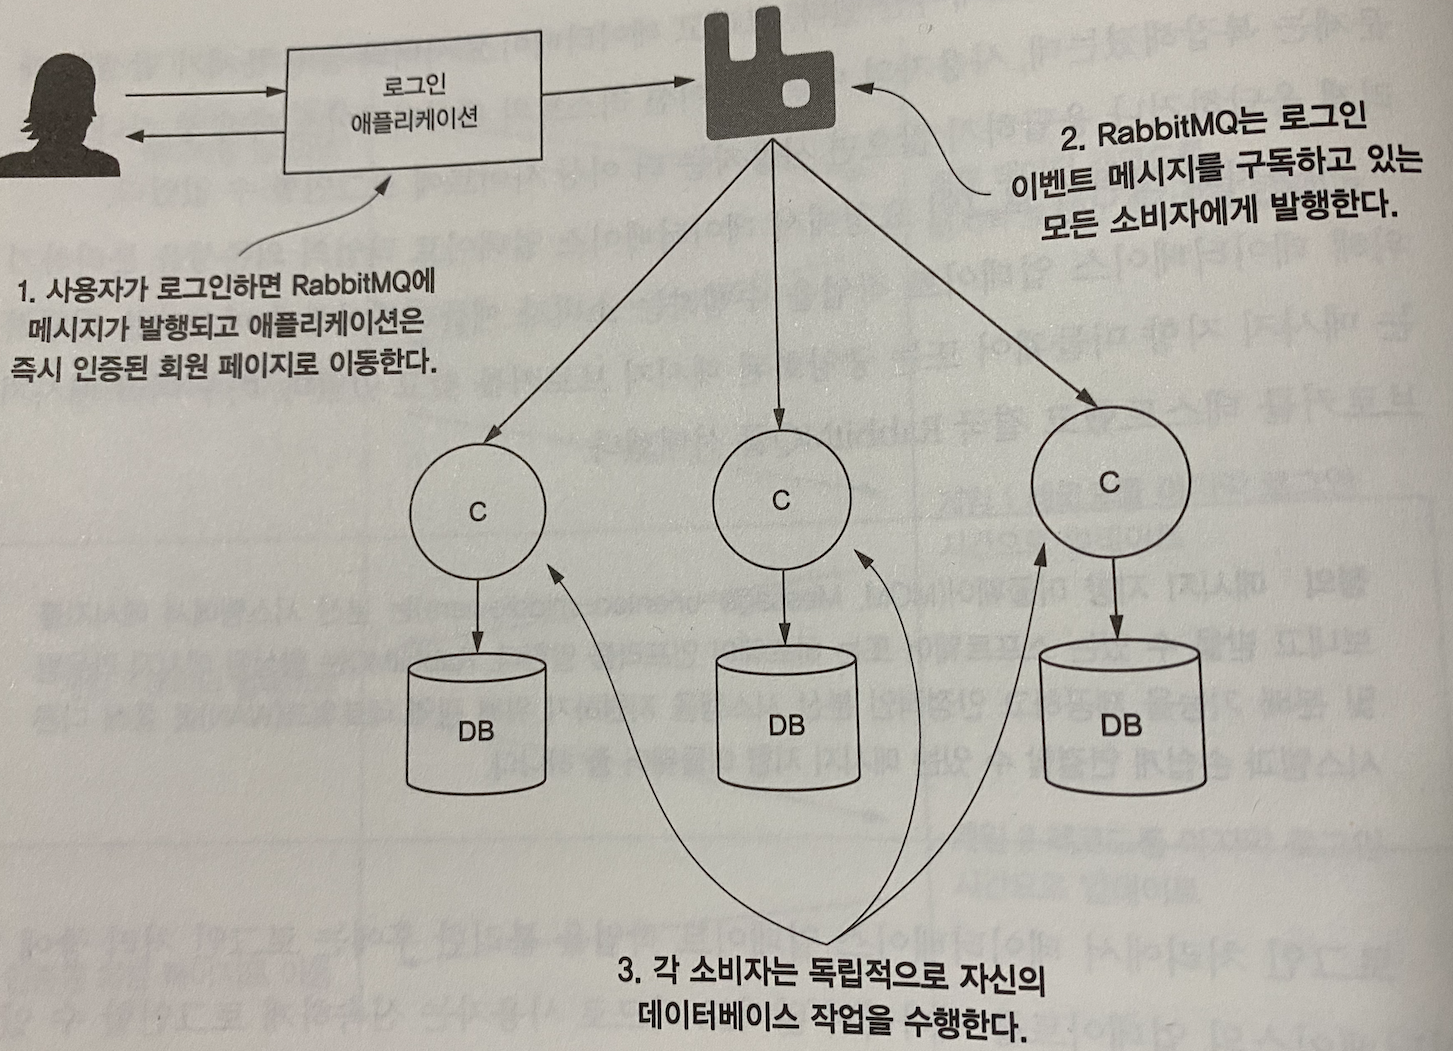 로그인
애플리케이션
2. RabbitMQ는 로그인
이벤트 메시지를 구독하고 있는
모든 소비자에게 발행한다.
1. 사용자가 로그인하면 RabbitMQ에
메시지가 발행되고 애플리케이션은
즉시 인증된 회원 페이지로 이동한다.
C
C
C
DB
DB
DB
3. 각 소비자는 독립적으로 자신의
데이터베이스 작업을 수행한다.